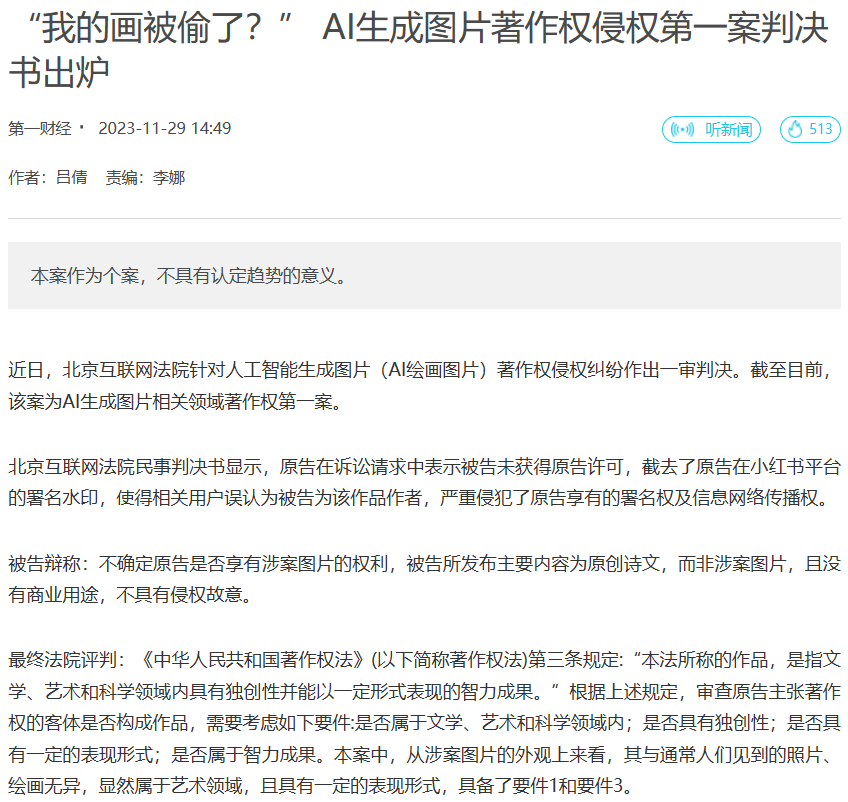 “我的画被偷了？” AI生成图片著作权侵权第一案判决
书出炉
第一财经 · 2023-11-29 14:49
听新闻
513
作者：吕倩 责编：李娜
本案作为个案，不具有认定趋势的意义。
近日，北京互联网法院针对人工智能生成图片（AI绘画图片）著作权侵权纠纷作出一审判决。截至目前，
该案为AI生成图片相关领域著作权第一案。
北京互联网法院民事判决书显示，原告在诉讼请求中表示被告未获得原告许可，截去了原告在小红书平台
的署名水印，使得相关用户误认为被告为该作品作者，严重侵犯了原告享有的署名权及信息网络传播权。
被告辩称：不确定原告是否享有涉案图片的权利，被告所发布主要内容为原创诗文，而非涉案图片，且没
有商业用途，不具有侵权故意。
最终法院评判：《中华人民共和国著作权法》(以下简称著作权法)第三条规定:“本法所称的作品，是指文
学、艺术和科学领域内具有独创性并能以一定形式表现的智力成果。”根据上述规定，审查原告主张著作
权的客体是否构成作品，需要考虑如下要件:是否属于文学、艺术和科学领域内；是否具有独创性；是否具
有一定的表现形式；是否属于智力成果。本案中，从涉案图片的外观上来看，其与通常人们见到的照片、
绘画无异，显然属于艺术领域，且具有一定的表现形式，具备了要件1和要件3。